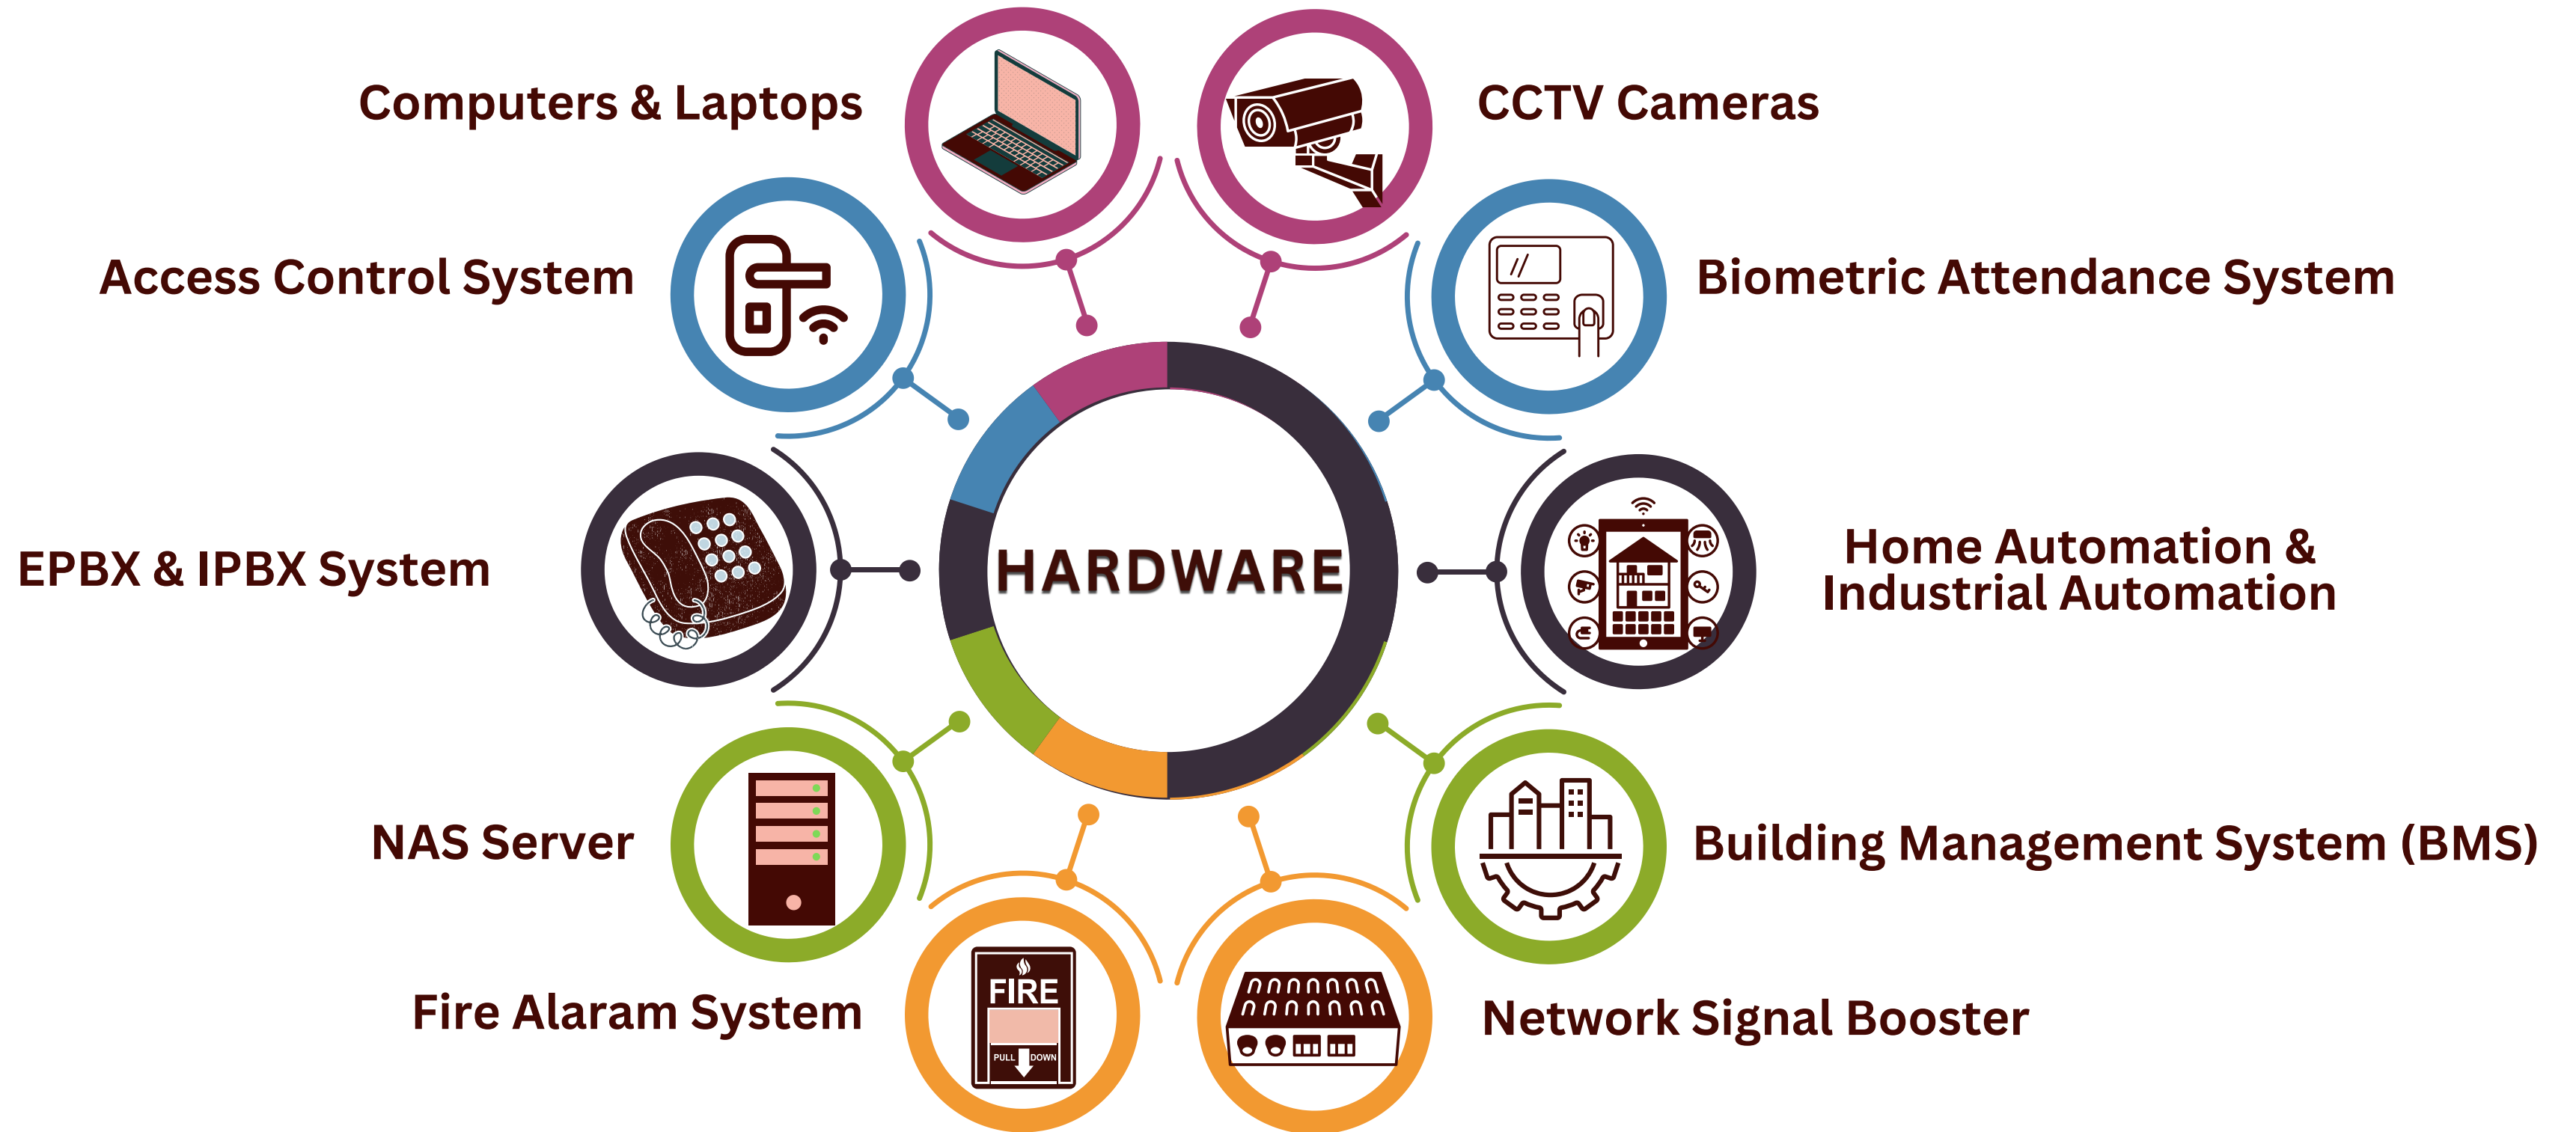 Computers & Laptops
CCTV Cameras
Access Control System
Biometric Attendance System
EPBX & IPBX System
HARDWARE
Home Automation &
Industrial Automation
NAS Server
Building Management System (BMS)
Fire Alaram System
FIRE
PULL DOWN
Network Signal Booster